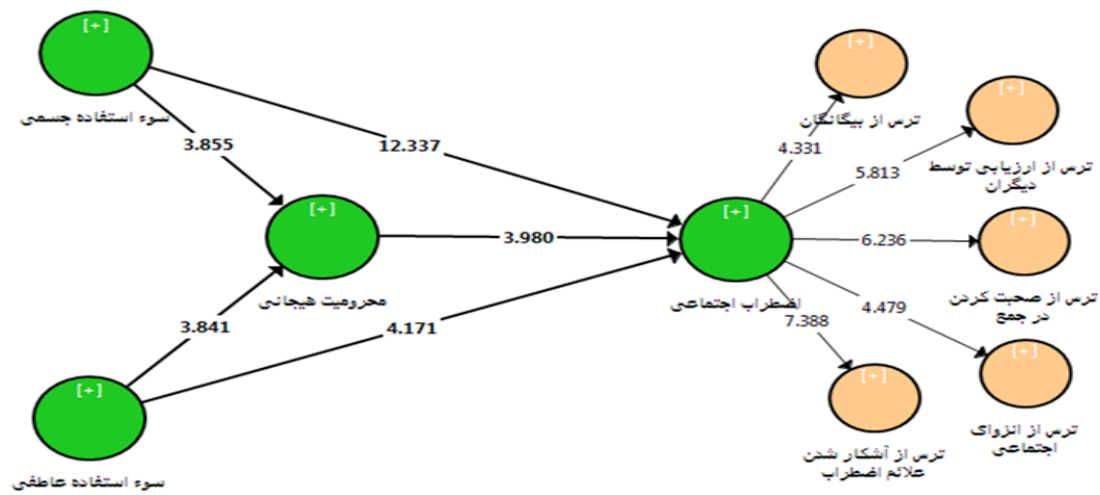 [+]
سوء استفاده جسمی
3.855
12.337
[+]
محرومیت هیجانی
3.980
3.841
4.171
[+]
سوء استفاده عاطفی
[+]
اضطراب اجتماعی
[+]
ترس از بیگانگان
4.331
[+]
ترس از ارزیابی توسط
دیگران
5.813
[+]
6.236
ترس از صحبت کردن
در جمع
4.479
[+]
ترس از انزوای
اجتماعی
7.388
[+]
ترس از آشکار شدن
علائم اضطراب